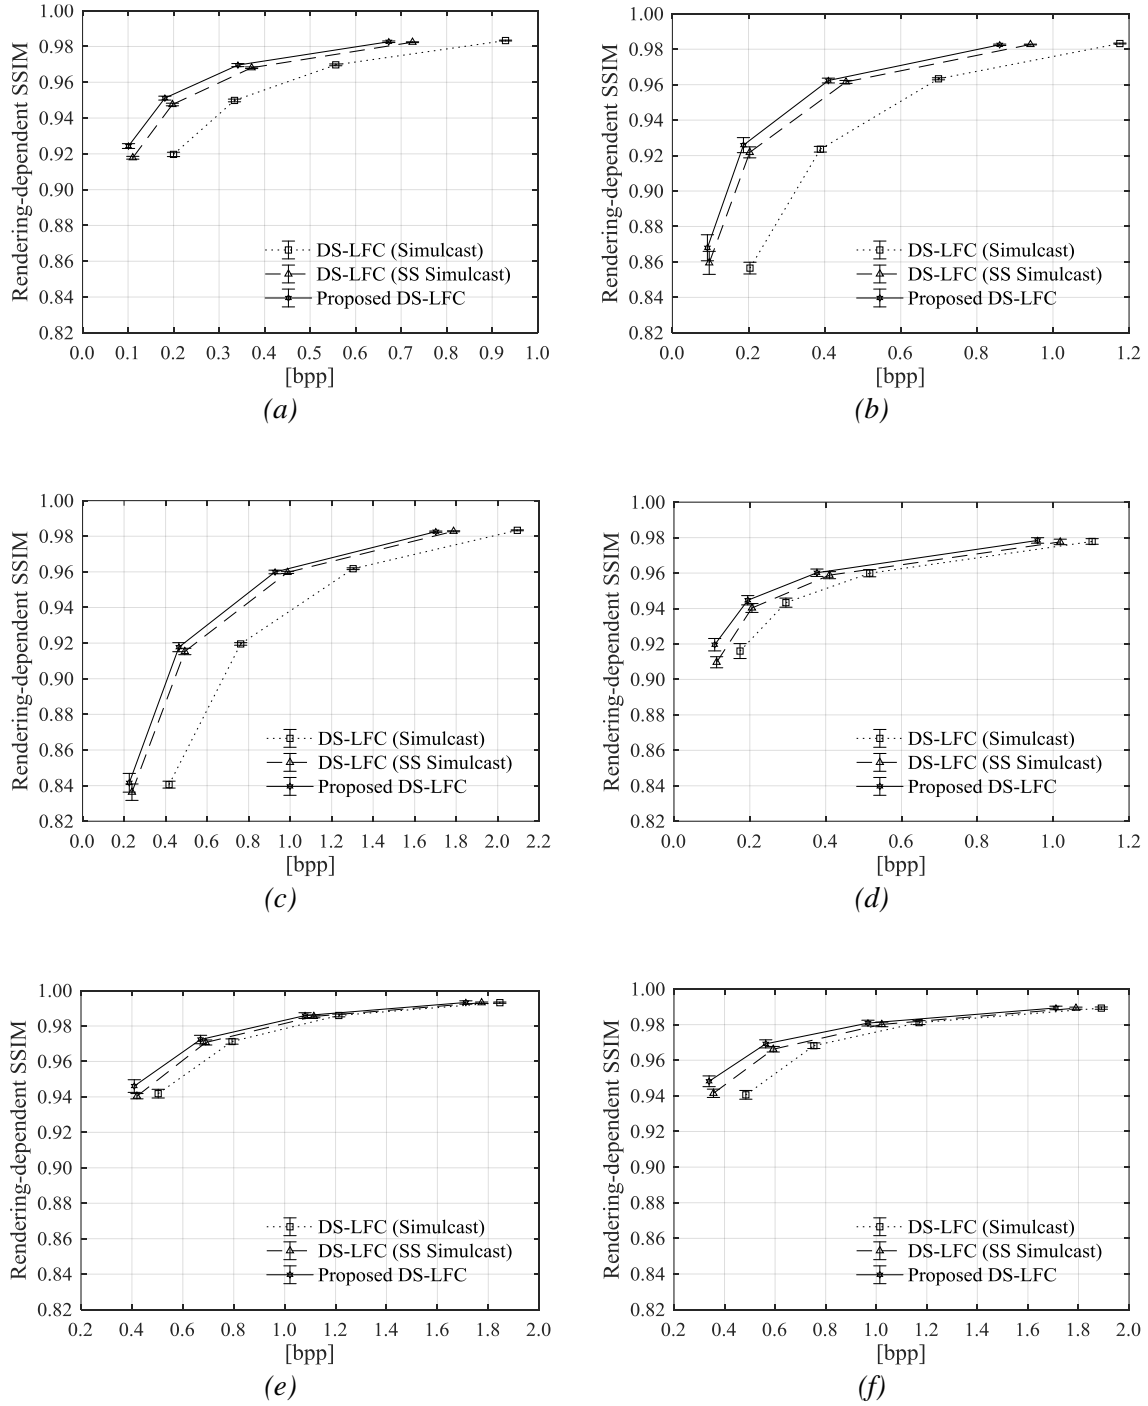 1.00
0.98
0.96
0.94
0.92
0.90
0.88
0.86
0.84
0.82
Rendering-dependent SSIM
DS-LFC (Simulcast)
DS-LFC (SS Simulcast)
Proposed DS-LFC
0.0 0.1 0.2 0.3 0.4 0.5 0.6 0.7 0.8 0.9 1.0
[bpp]
(a)
1.00
0.98
0.96
0.94
0.92
0.90
0.88
0.86
0.84
0.82
Rendering-dependent SSIM
DS-LFC (Simulcast)
DS-LFC (SS Simulcast)
Proposed DS-LFC
0.0 0.2 0.4 0.6 0.8 1.0 1.2
[bpp]
(b)
1.00
0.98
0.96
0.94
0.92
0.90
0.88
0.86
0.84
0.82
Rendering-dependent SSIM
DS-LFC (Simulcast)
DS-LFC (SS Simulcast)
Proposed DS-LFC
0.0 0.2 0.4 0.6 0.8 1.0 1.2 1.4 1.6 1.8 2.0 2.2
[bpp]
(c)
1.00
0.98
0.96
0.94
0.92
0.90
0.88
0.86
0.84
0.82
Rendering-dependent SSIM
DS-LFC (Simulcast)
DS-LFC (SS Simulcast)
Proposed DS-LFC
0.0 0.2 0.4 0.6 0.8 1.0 1.2
[bpp]
(d)
1.00
0.98
0.96
0.94
0.92
0.90
0.88
0.86
0.84
0.82
Rendering-dependent SSIM
DS-LFC (Simulcast)
DS-LFC (SS Simulcast)
Proposed DS-LFC
0.2 0.4 0.6 0.8 1.0 1.2 1.4 1.6 1.8 2.0
[bpp]
(e)
1.00
0.98
0.96
0.94
0.92
0.90
0.88
0.86
0.84
0.82
Rendering-dependent SSIM
DS-LFC (Simulcast)
DS-LFC (SS Simulcast)
Proposed DS-LFC
0.2 0.4 0.6 0.8 1.0 1.2 1.4 1.6 1.8 2.0
[bpp]
(f)